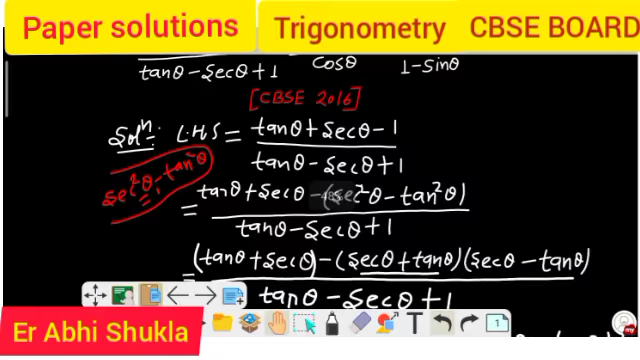 Paper solutions Trigonometry CBSE BOARD
tanθ - secθ + 1 cosθ 1 - sinθ
[CBSE 2016]
Solⁿ: L.H.S = tanθ + secθ - 1
tanθ - secθ + 1
sec²θ - tan²θ
= tanθ + secθ - (sec²θ - tan²θ)
tanθ - secθ + 1
= (tanθ + secθ) - (secθ + tanθ)(secθ - tanθ)
tanθ - secθ + 1
T 1
Er Abhi Shukla